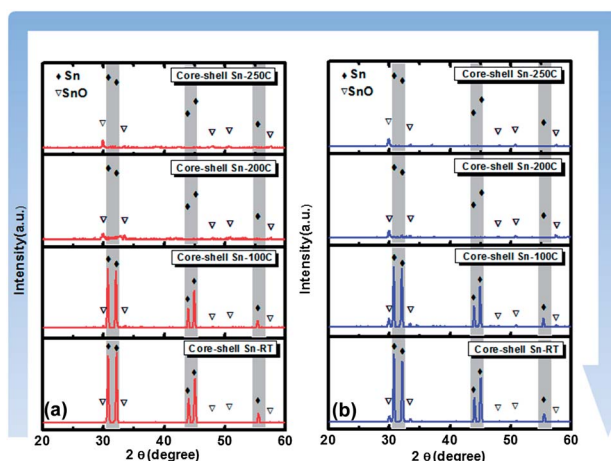 Sn
SnO
Core-shell Sn-250C
Core-shell Sn-200C
Core-shell Sn-100C
Core-shell Sn-RT
(a)
Intensity(a.u.)
20 30 40 50 60
2 θ(degree)
Sn
SnO
Core-shell Sn-250C
Core-shell Sn-200C
Core-shell Sn-100C
Core-shell Sn-RT
(b)
Intensity(a.u.)
20 30 40 50 60
2 θ(degree)